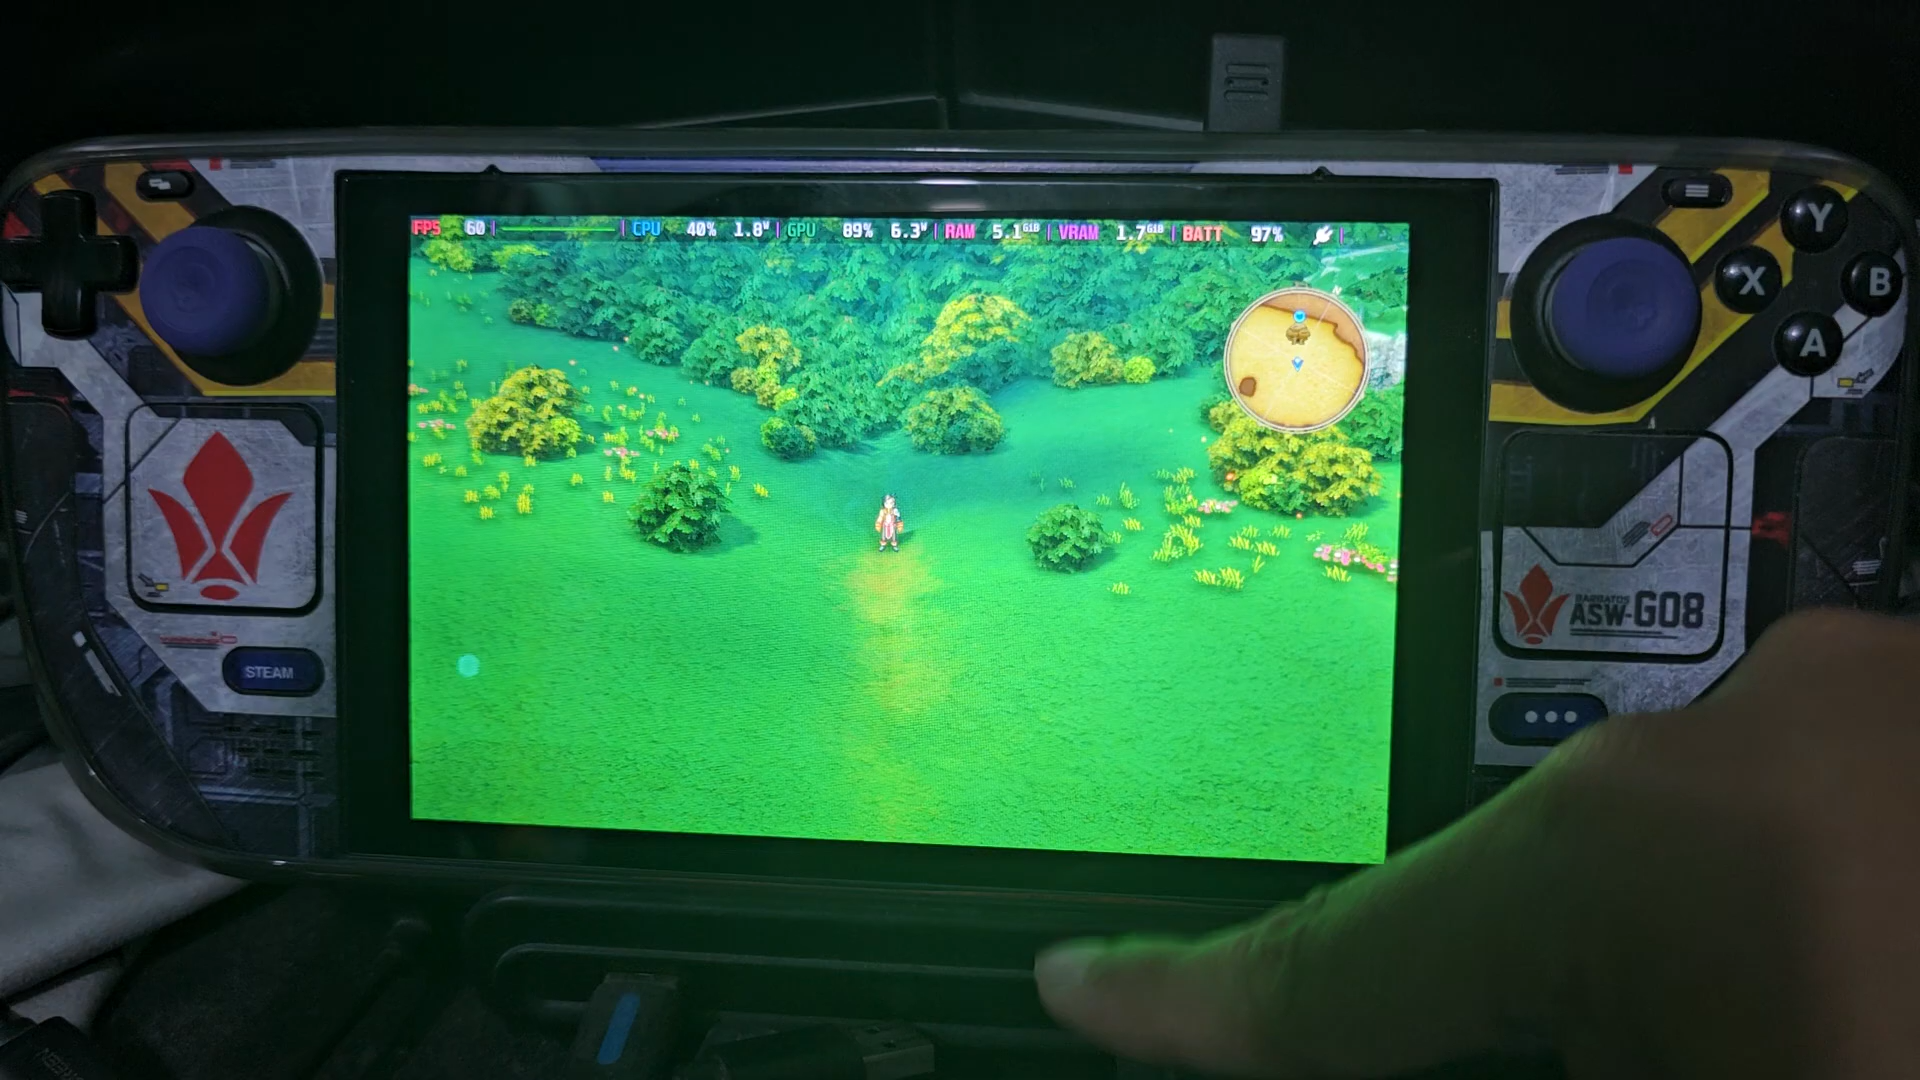 FPS 60 CPU 40% 1.8W GPU 89% 6.3W RAM 5.1GiB VRAM 1.7GiB BATT 97%
N
Y
X
B
A
BARBATOS
ASW-G08
STEAM